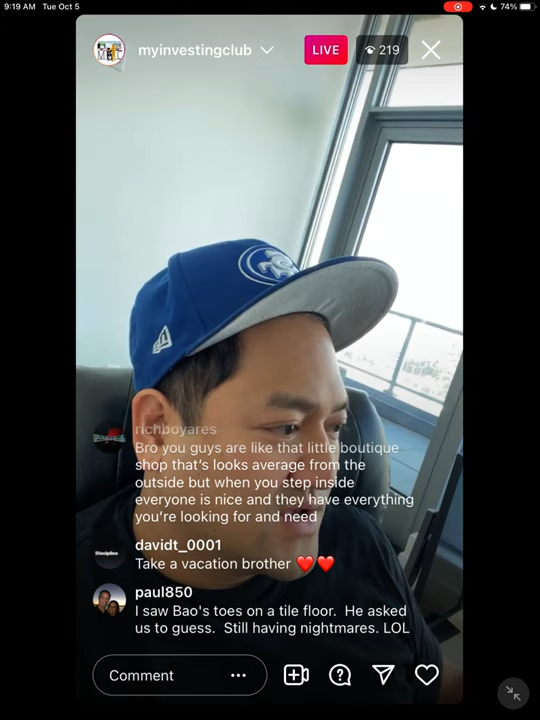 9:19 AM Tue Oct 5
74%
myinvestingclub
LIVE
219
richboyares
Bro you guys are like that little boutique
shop that's looks average from the
outside but when you step inside
everyone is nice and they have everything
you're looking for and need
davidt_0001
Take a vacation brother ❤️❤️
paul850
I saw Bao's toes on a tile floor.  He asked
us to guess.  Still having nightmares. LOL
Comment